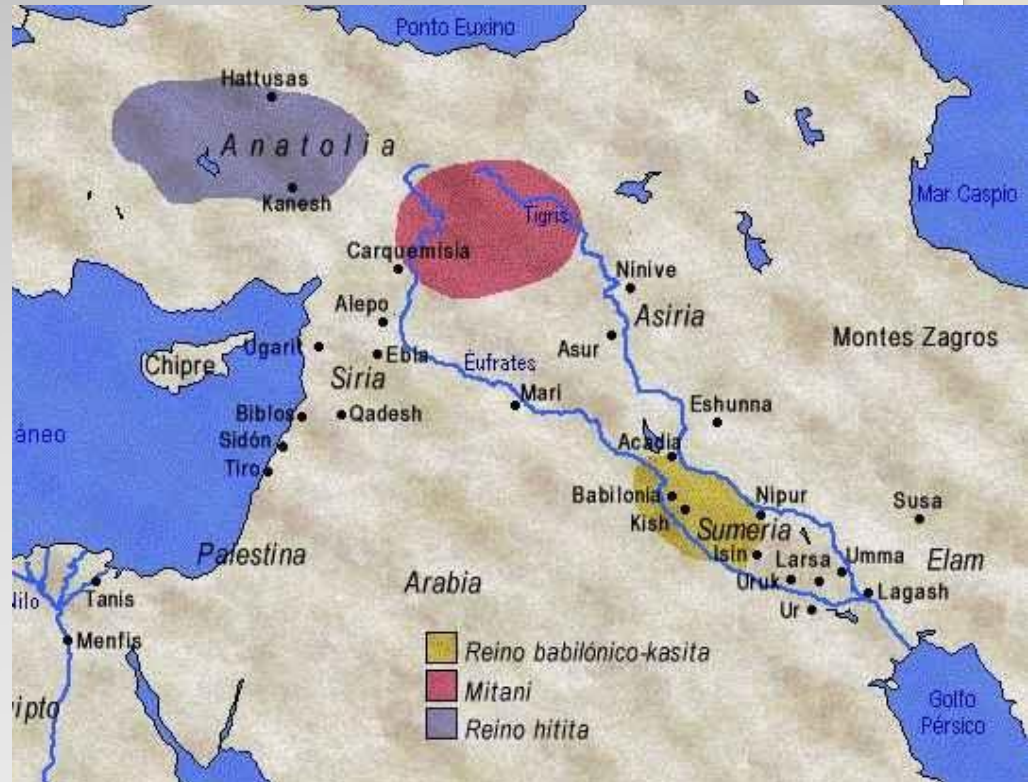 Ponto Euxino
Hattusas
Anatolia
Kanesh
Mar Caspio
Tigris
Carquemisia
Ninive
Alepo
Asiria
Montes Zagros
Ugarit
Asur
Chipre
Ebla
Éufrates
Siria
Mari
Eshunna
Biblos
Qadesh
áneo
Sidón
Acadia
Tiro
Babilonia
Nipur
Susa
Kish
Sumeria
Palestina
Isin
Larsa
Umma
Elam
Arabia
Uruk
Lagash
Nilo
Tanis
Ur
Menfis
Reino babilónico-kasita
Mitani
Reino hitita
ipto
Golfo
Pérsico